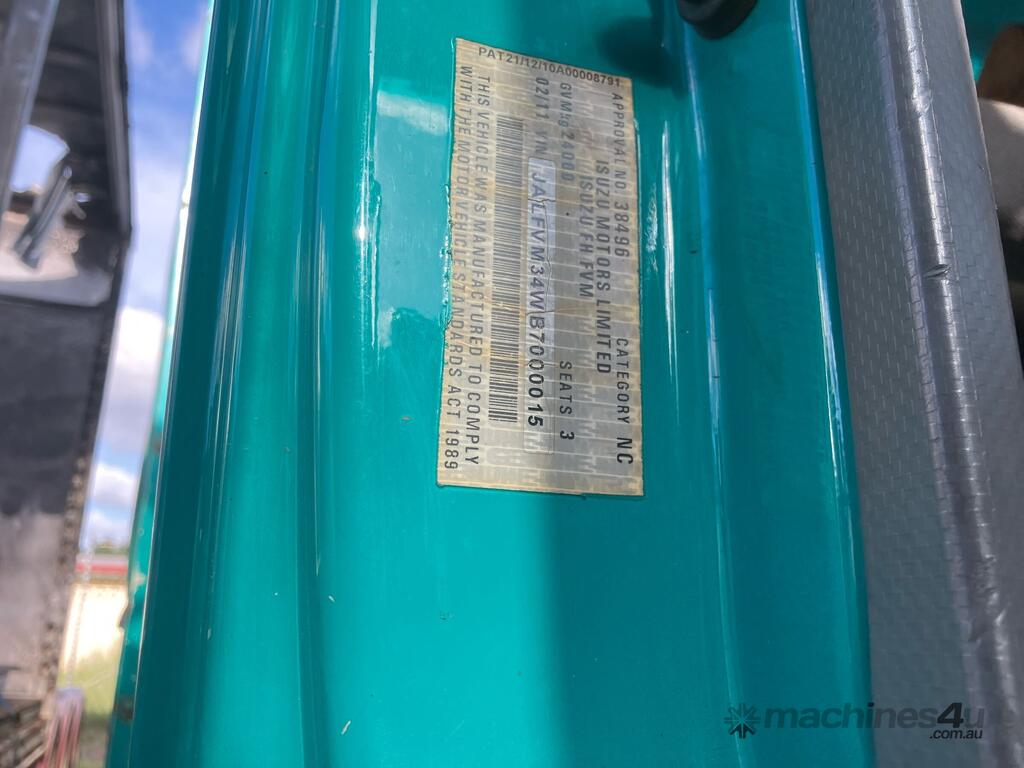 APPROVAL NO. 38496 CATEGORY NC
ISUZU MOTORS LIMITED
ISUZU FH FVM
GVM kg 24000 SEATS 3
02/11 VIN JALFVM34WB7000015
THIS VEHICLE WAS MANUFACTURED TO COMPLY
WITH THE MOTOR VEHICLE STANDARDS ACT 1989
PAT21/12/10A00008791
machines4u
.com.au